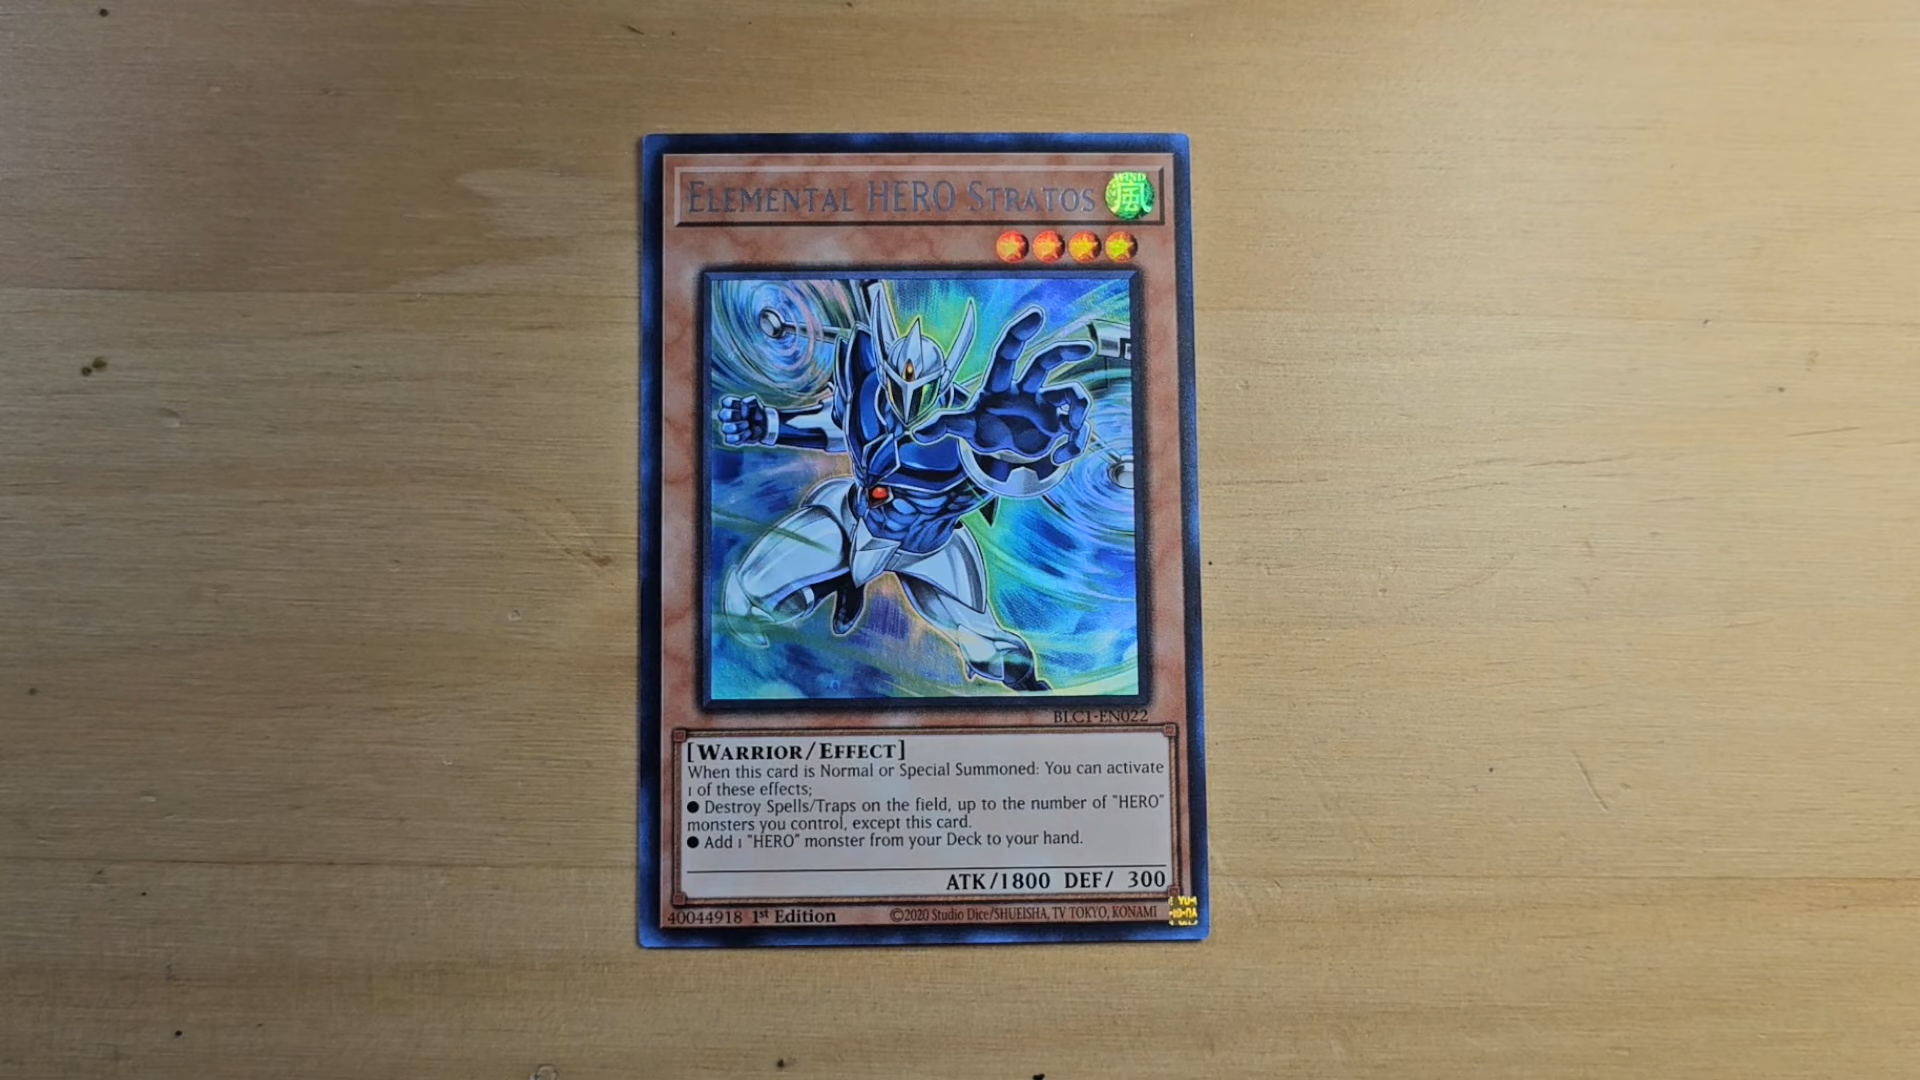 ELEMENTAL HERO STRATOS
WIND
風
BLC1-EN022
[WARRIOR/EFFECT]
When this card is Normal or Special Summoned: You can activate
1 of these effects;
● Destroy Spells/Traps on the field, up to the number of "HERO"
monsters you control, except this card.
● Add 1 "HERO" monster from your Deck to your hand.
ATK/1800 DEF/ 300
40044918 1st Edition ©2020 Studio Dice/SHUEISHA, TV TOKYO, KONAMI